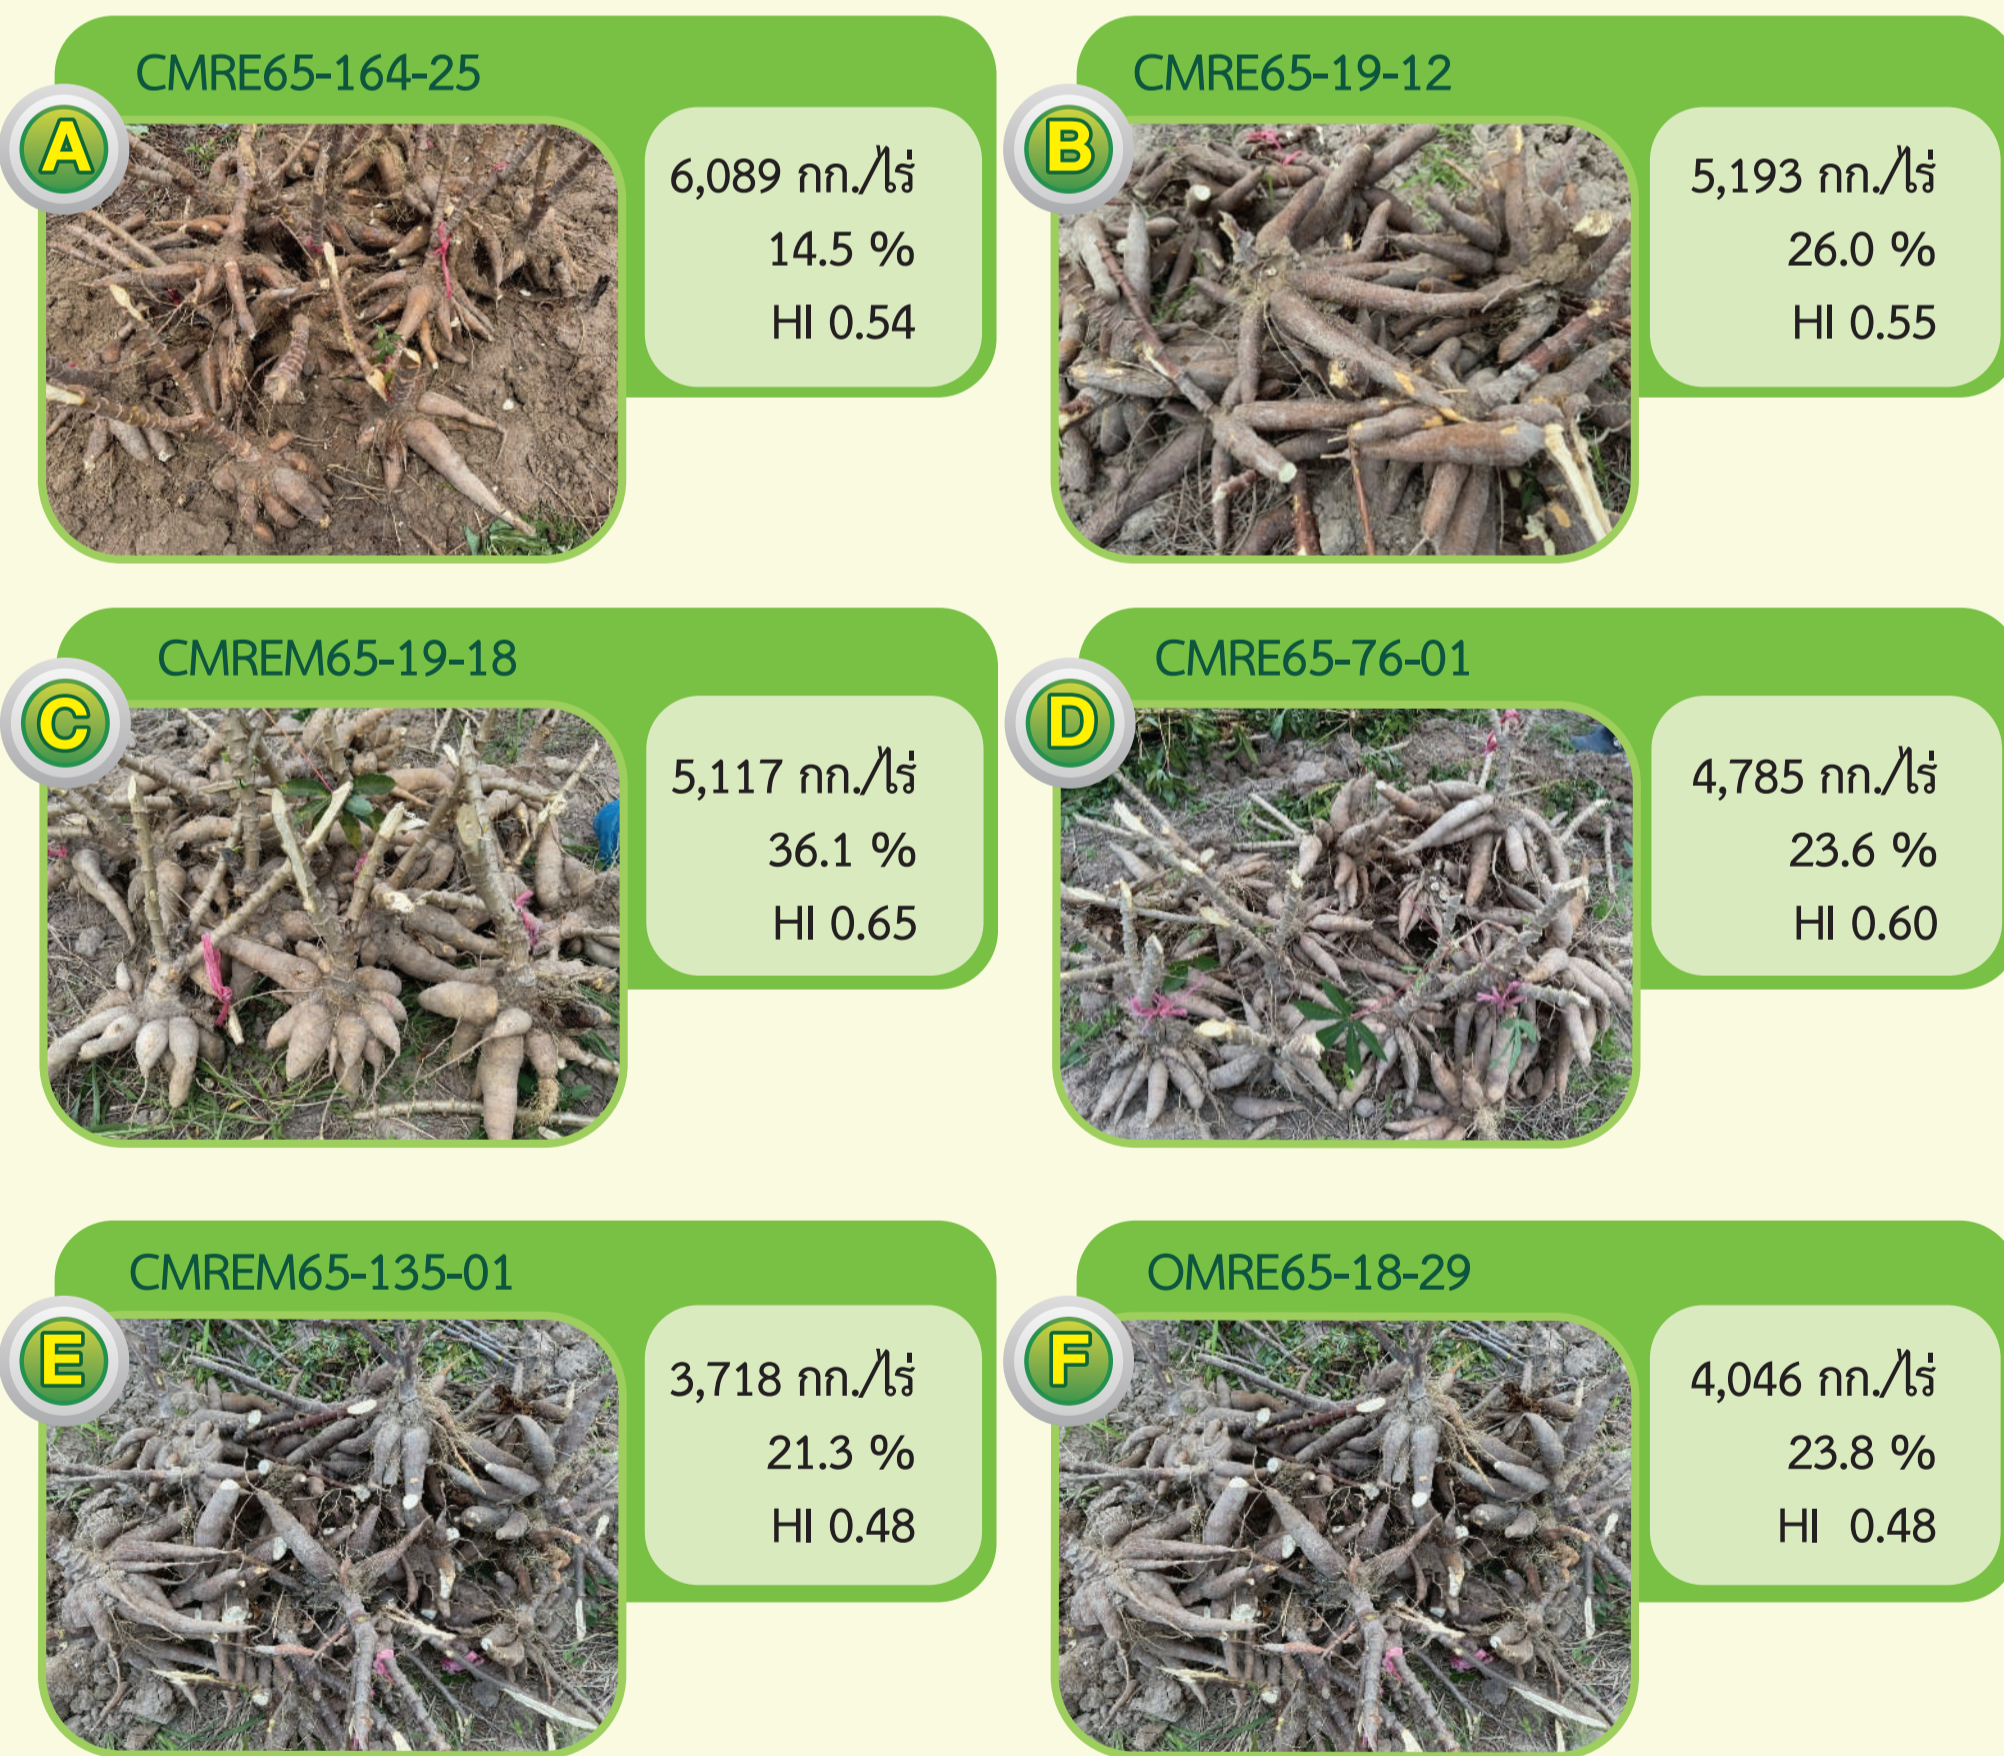 CMRE65-164-25
A
6,089 กก./ไร่
14.5 %
HI 0.54
CMRE65-19-12
B
5,193 กก./ไร่
26.0 %
HI 0.55
CMREM65-19-18
C
5,117 กก./ไร่
36.1 %
HI 0.65
CMRE65-76-01
D
4,785 กก./ไร่
23.6 %
HI 0.60
CMREM65-135-01
E
3,718 กก./ไร่
21.3 %
HI 0.48
OMRE65-18-29
F
4,046 กก./ไร่
23.8 %
HI 0.48